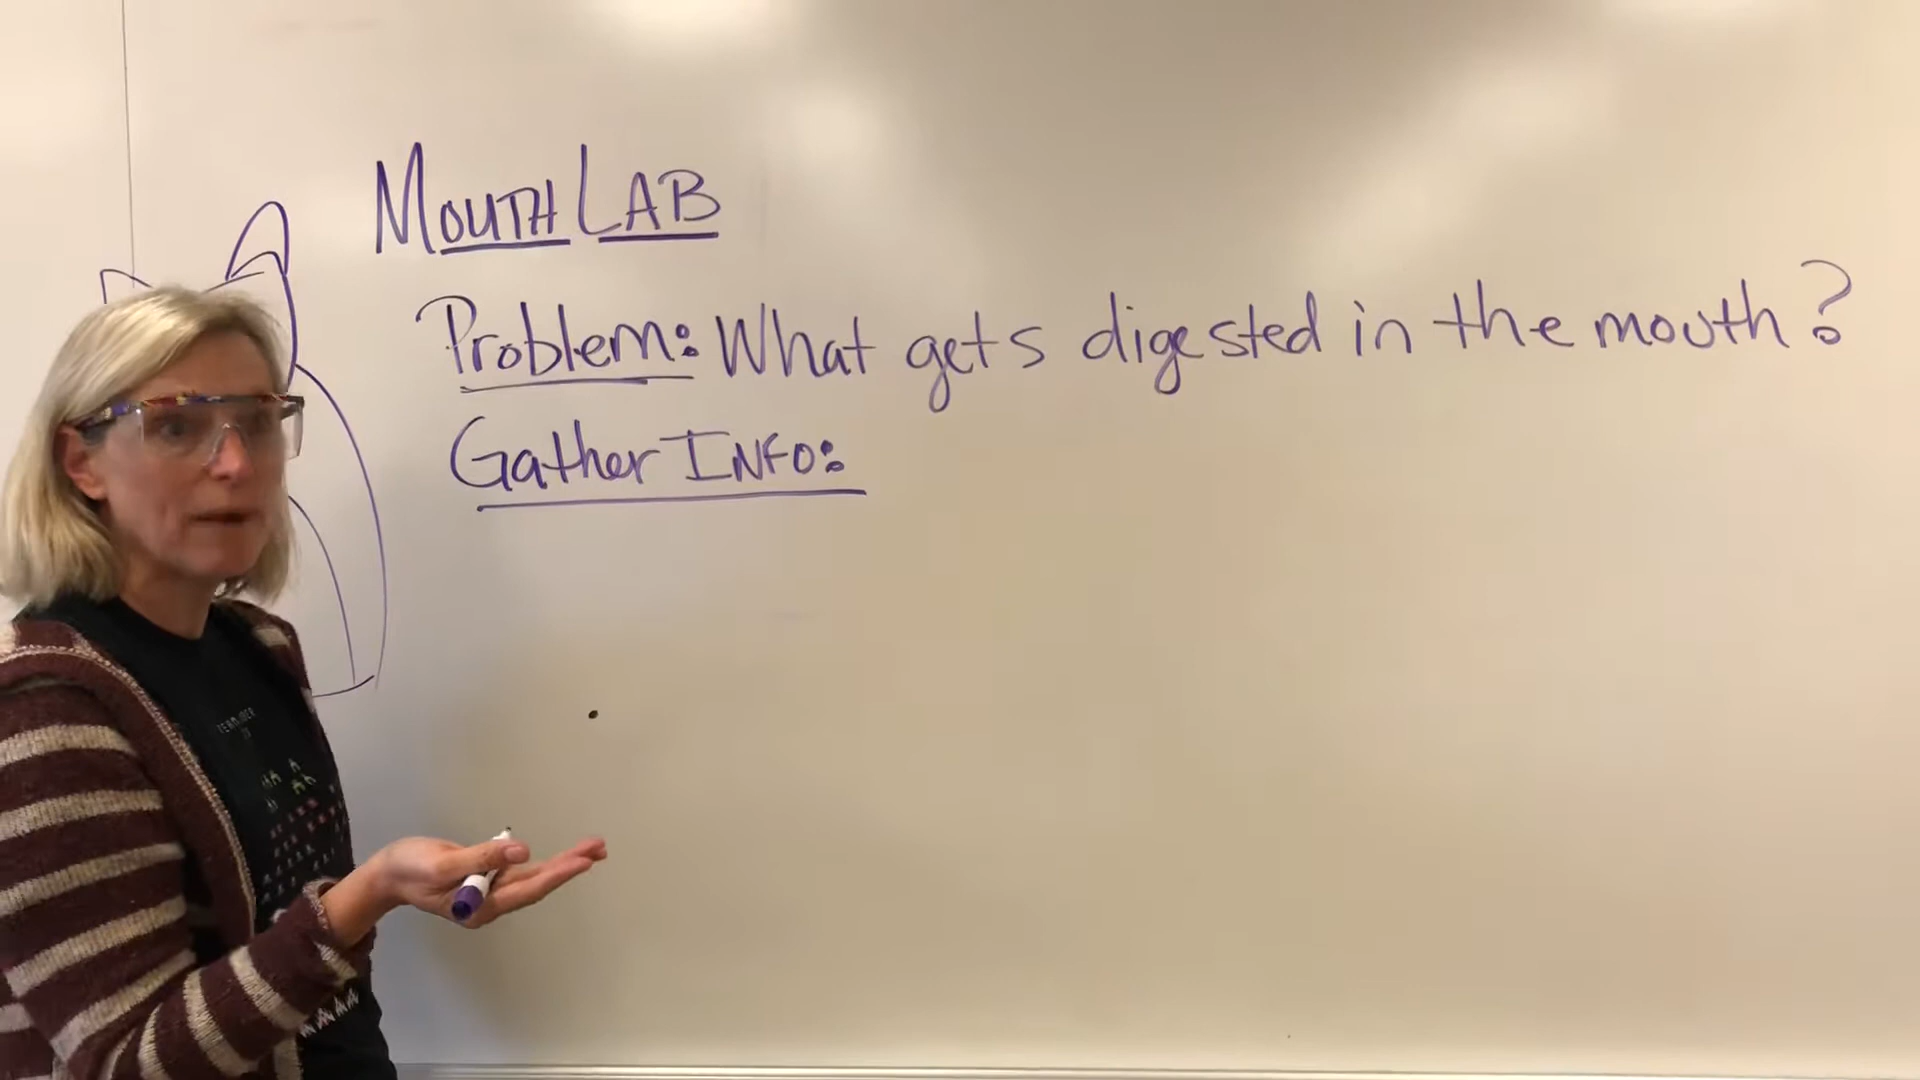 MOUTH LAB
Problem: What gets digested in the mouth?
Gather INFO: